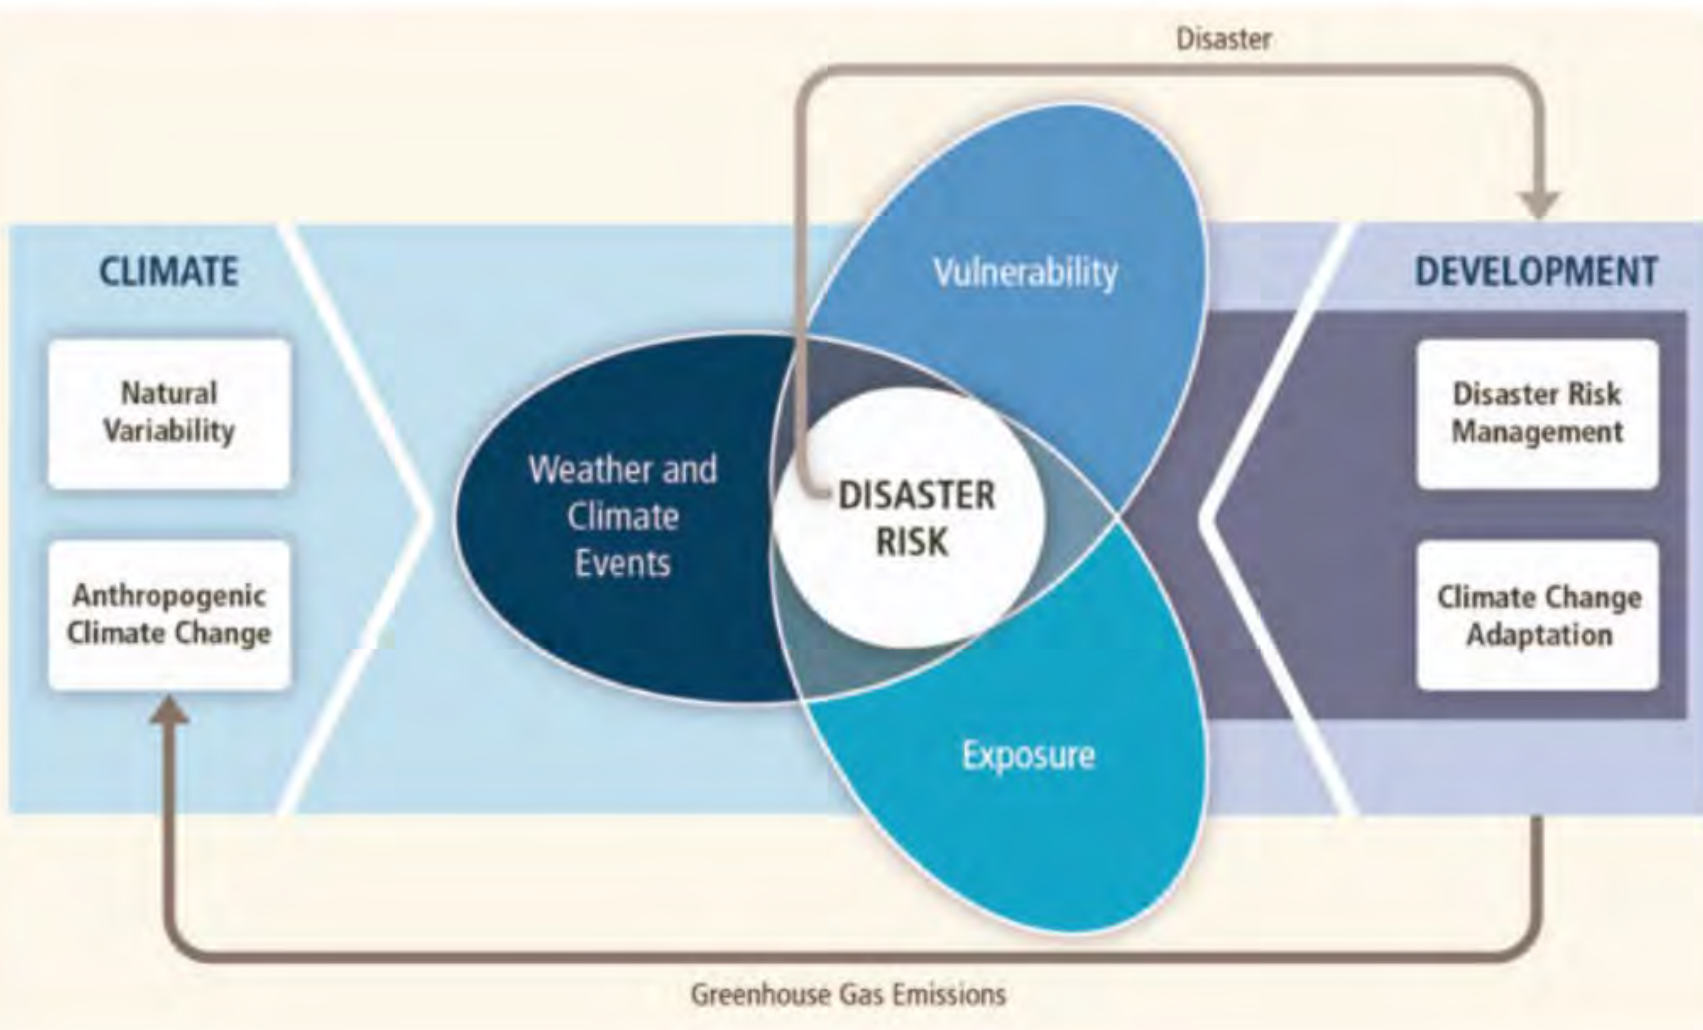 Disaster
CLIMATE
Natural
Variability
Anthropogenic
Climate Change
Weather and
Climate
Events
Vulnerability
DISASTER
RISK
Exposure
DEVELOPMENT
Disaster Risk
Management
Climate Change
Adaptation
Greenhouse Gas Emissions